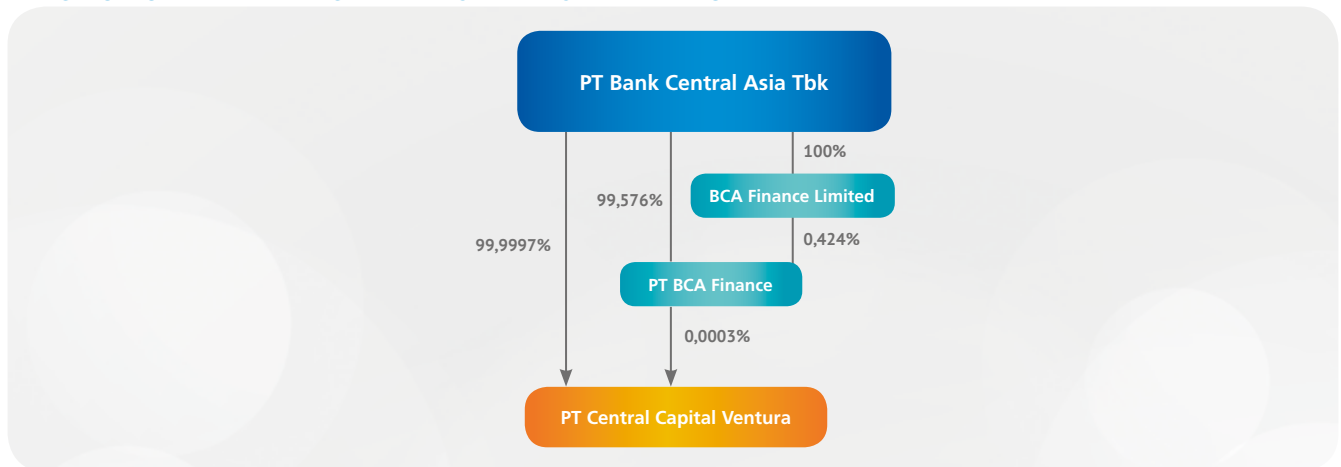 PT Bank Central Asia Tbk
100%
BCA Finance Limited
99,576%
0,424%
99,9997%
PT BCA Finance
0,0003%
PT Central Capital Ventura